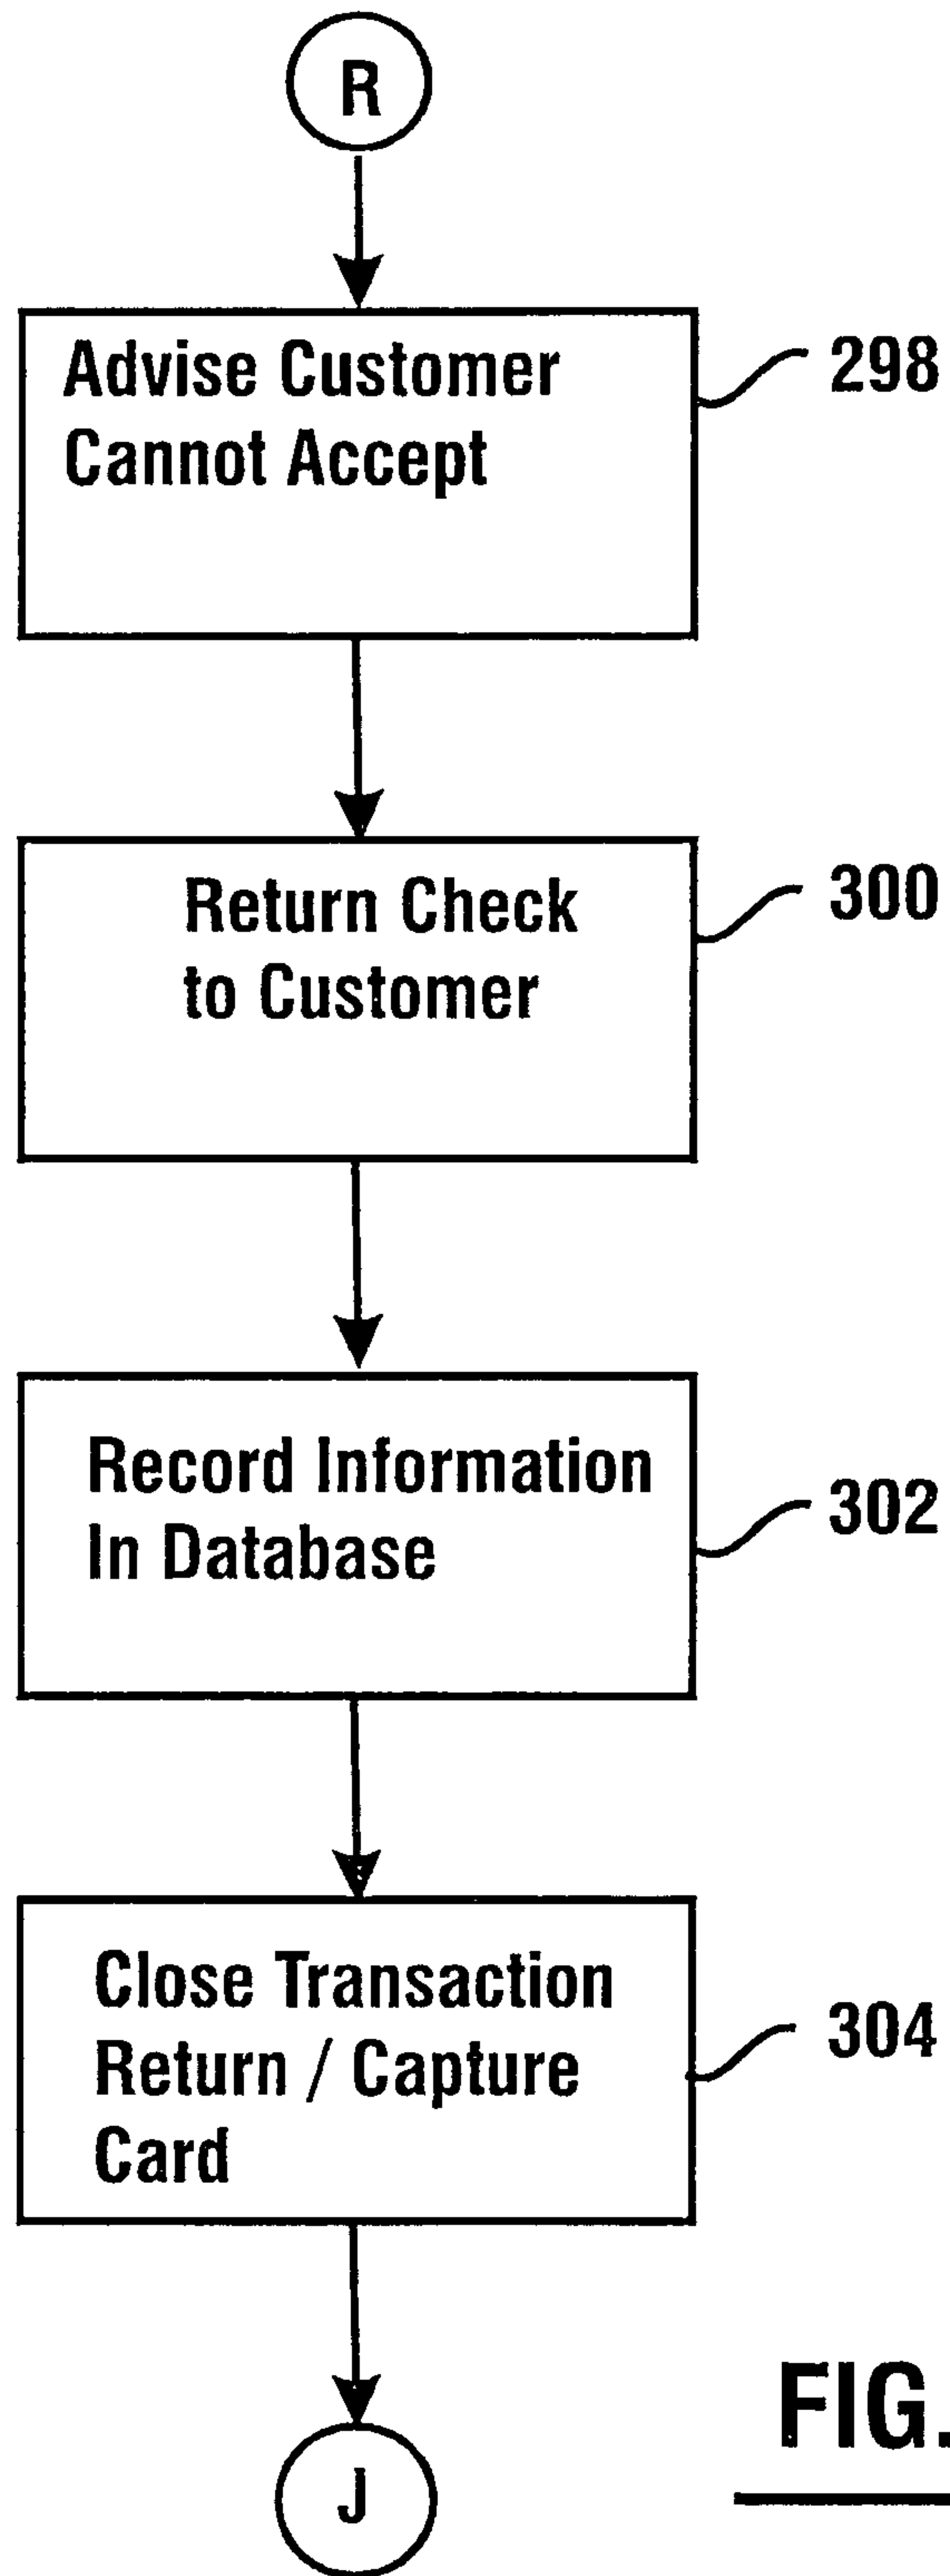 R
Advise Customer
Cannot Accept
298
Return Check
to Customer
300
Record Information
In Database
302
Close Transaction
Return / Capture
Card
304
J
FIG.